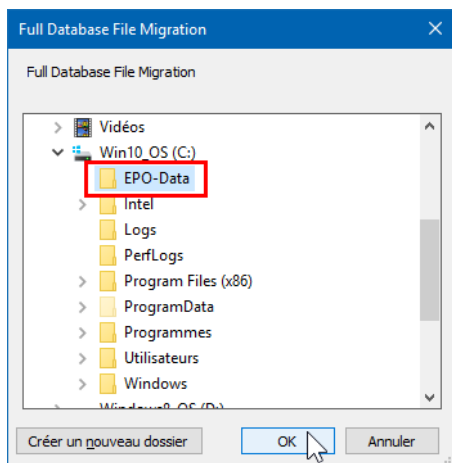 Full Database File Migration
Full Database File Migration
Vidéos
Win10_OS (C:)
EPO-Data
Intel
Logs
PerfLogs
Program Files (x86)
ProgramData
Programmes
Utilisateurs
Windows
Windows8_OS (D:)
Créer un nouveau dossier
OK
Annuler